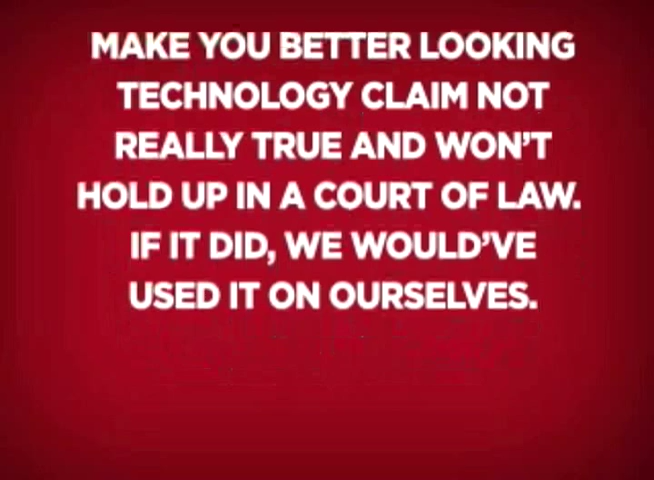 MAKE YOU BETTER LOOKING
TECHNOLOGY CLAIM NOT
REALLY TRUE AND WON'T
HOLD UP IN A COURT OF LAW.
IF IT DID, WE WOULD'VE
USED IT ON OURSELVES.